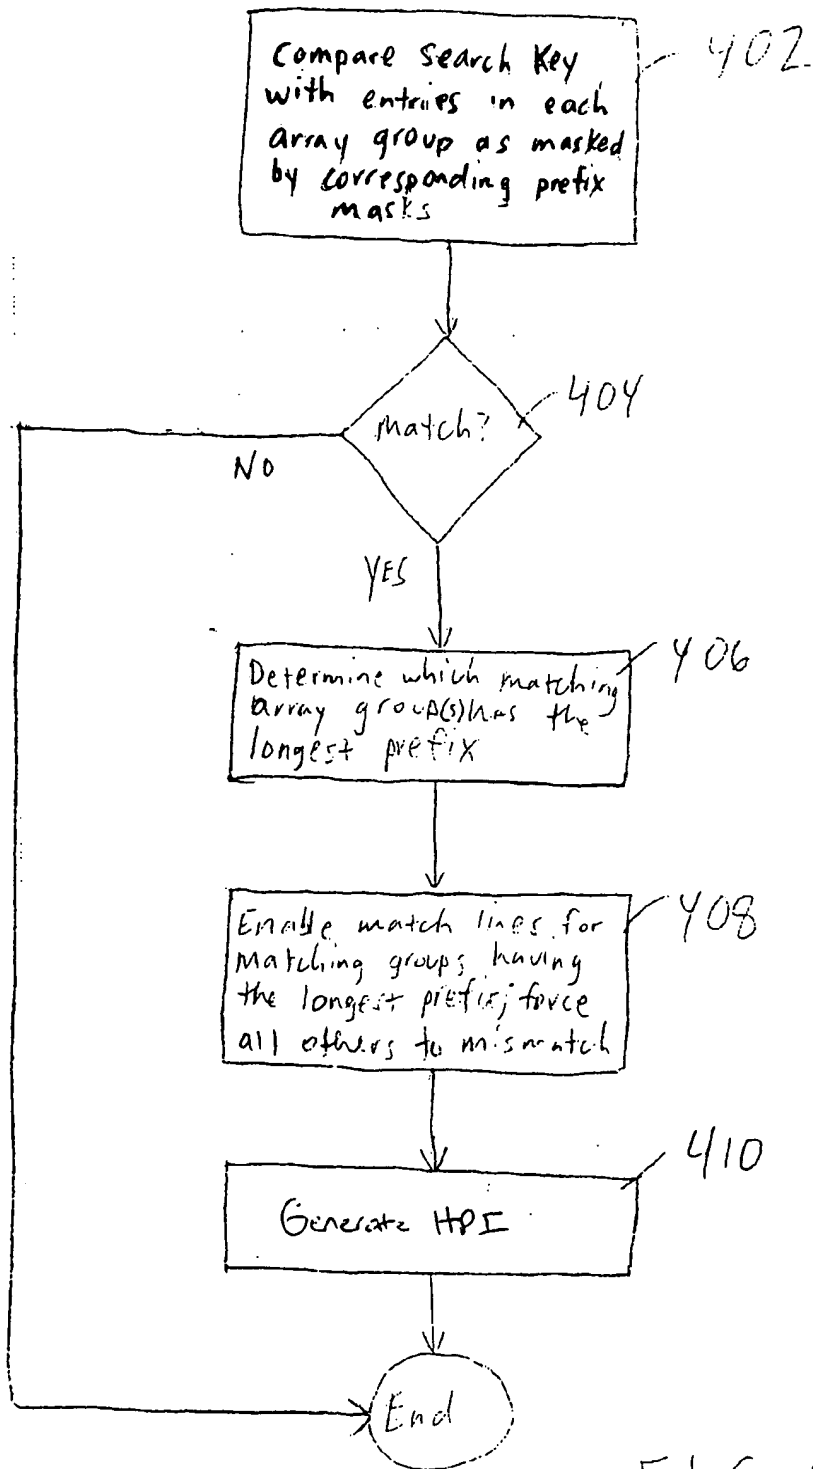 Compare Search Key
with entries in each
array group as masked
by corresponding prefix
masks
402
Match?
404
NO
YES
Determine which matching
array group(s) has the
longest prefix
406
Enable match lines for
matching groups having
the longest prefix; force
all others to mismatch
408
Generate HPI
410
End